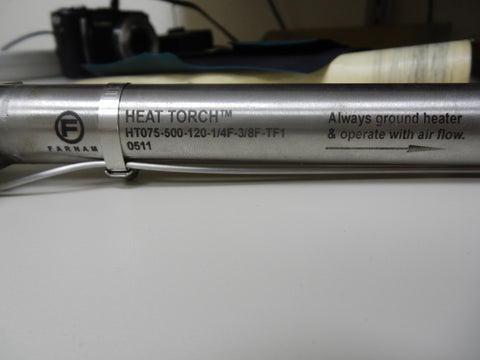 F
FARNAM
HEAT TORCH™
HT075-500-120-1/4F-3/8F-TF1
0511
Always ground heater
& operate with air flow.